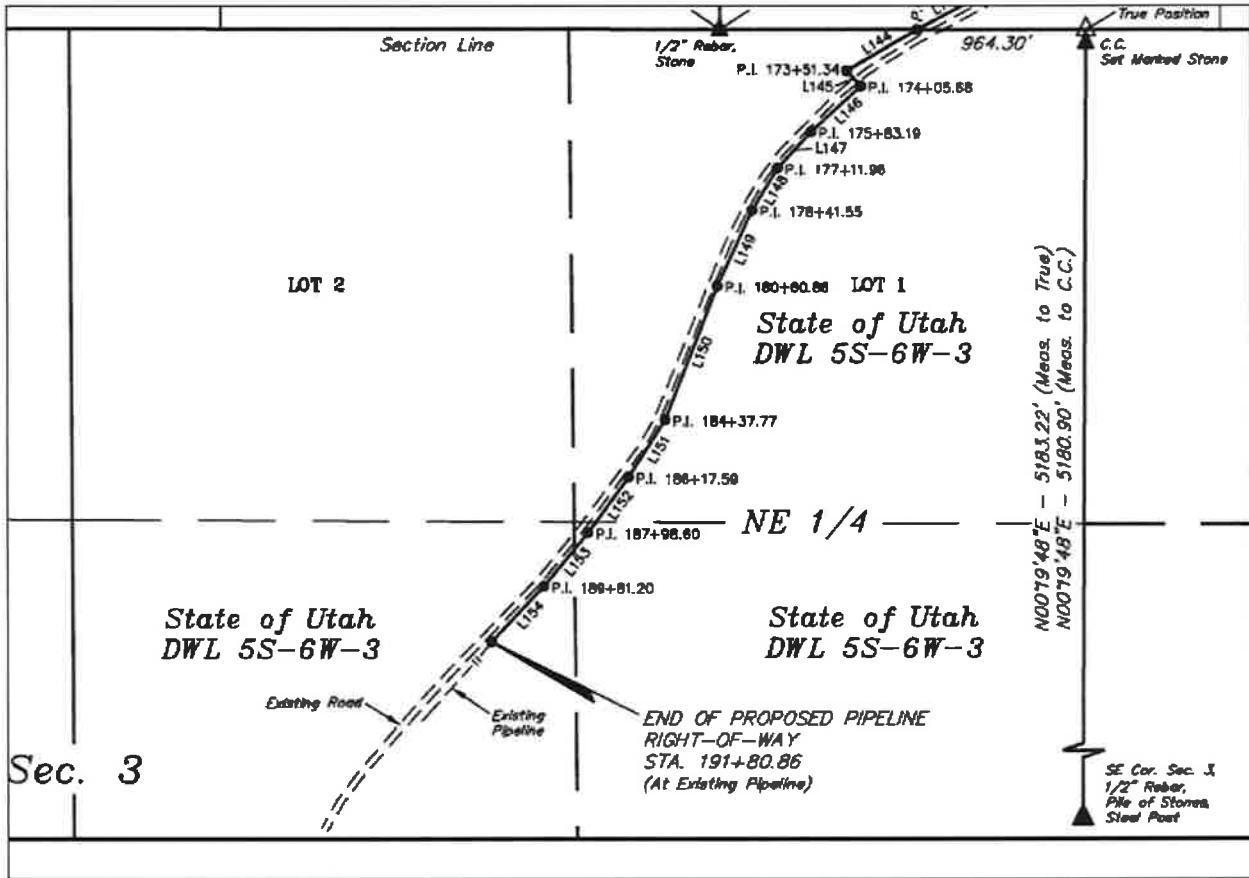 Section Line
1/2" Rebar,
Stone
L144
964.30'
True Position
C.C.
Set Marked Stone
P.I. 173+51.34
L145
P.I. 174+05.68
L146
P.I. 175+83.19
L147
P.I. 177+11.96
L148
P.I. 178+41.55
L149
P.I. 180+80.86
LOT 2
LOT 1
State of Utah
DWL 5S-6W-3
L150
N00°19'48"E - 5183.22' (Meas. to True)
N00°19'48"E - 5180.90' (Meas. to C.C.)
P.I. 184+37.77
L151
P.I. 186+17.59
L152
NE 1/4
P.I. 187+98.60
L153
P.I. 189+81.20
L154
State of Utah
DWL 5S-6W-3
State of Utah
DWL 5S-6W-3
Existing Road
Existing
Pipeline
END OF PROPOSED PIPELINE
RIGHT-OF-WAY
STA. 191+80.86
(At Existing Pipeline)
Sec. 3
SE Cor. Sec. 3,
1/2" Rebar,
Pile of Stones,
Steel Post